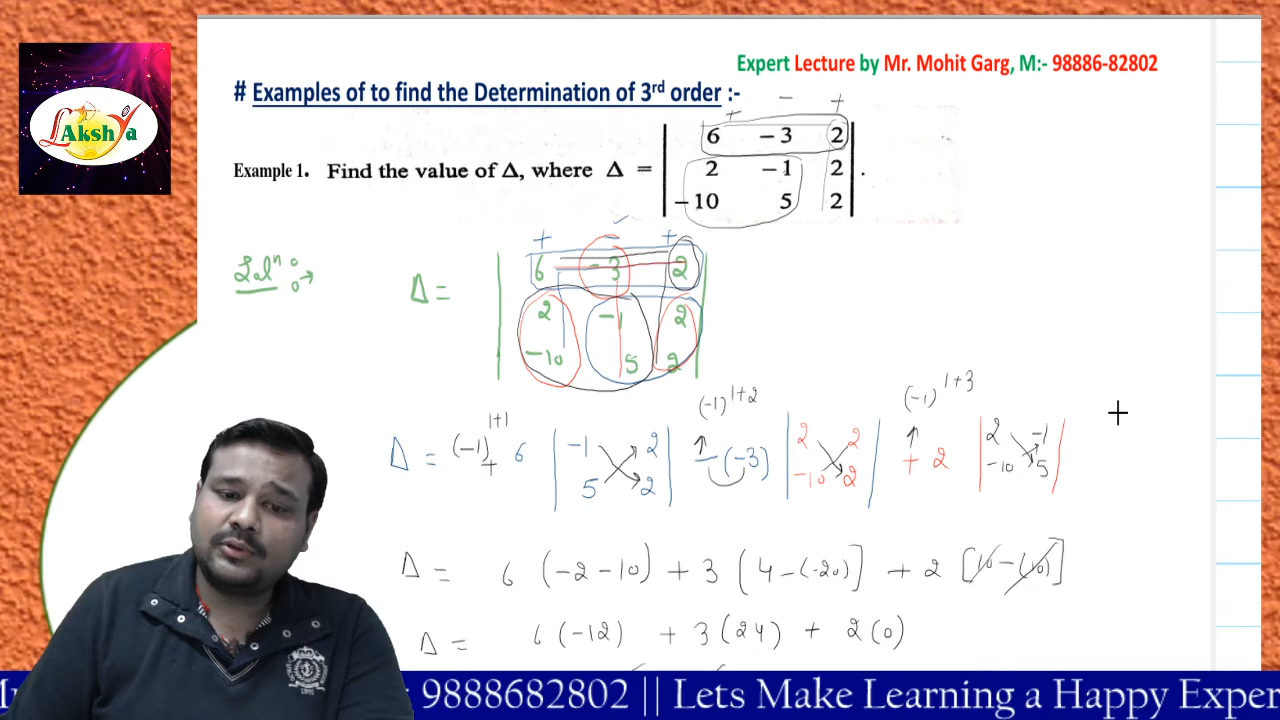 Expert Lecture by Mr. Mohit Garg, M:- 98886-82802
LAkshYa
# Examples of to find the Determination of 3rd order :-
+ − +
6 −3 2
Example 1. Find the value of Δ, where Δ = 2 −1 2 .
−10 5 2
+ − +
Solⁿ : → Δ = 6 −3 2
2 −1 2
−10 5 2
(-1)^1+1 (-1)^1+2 (-1)^1+3
Δ = + 6 | −1 2 | − (−3) | 2 2 | + 2 | 2 −1 |
5 2 −10 2 −10 5
Δ = 6 (−2−10) + 3 (4−(−20)] + 2 [10−(10)]
Δ = 6 (−12) + 3 (24) + 2 (0)
9888682802 || Lets Make Learning a Happy Exper